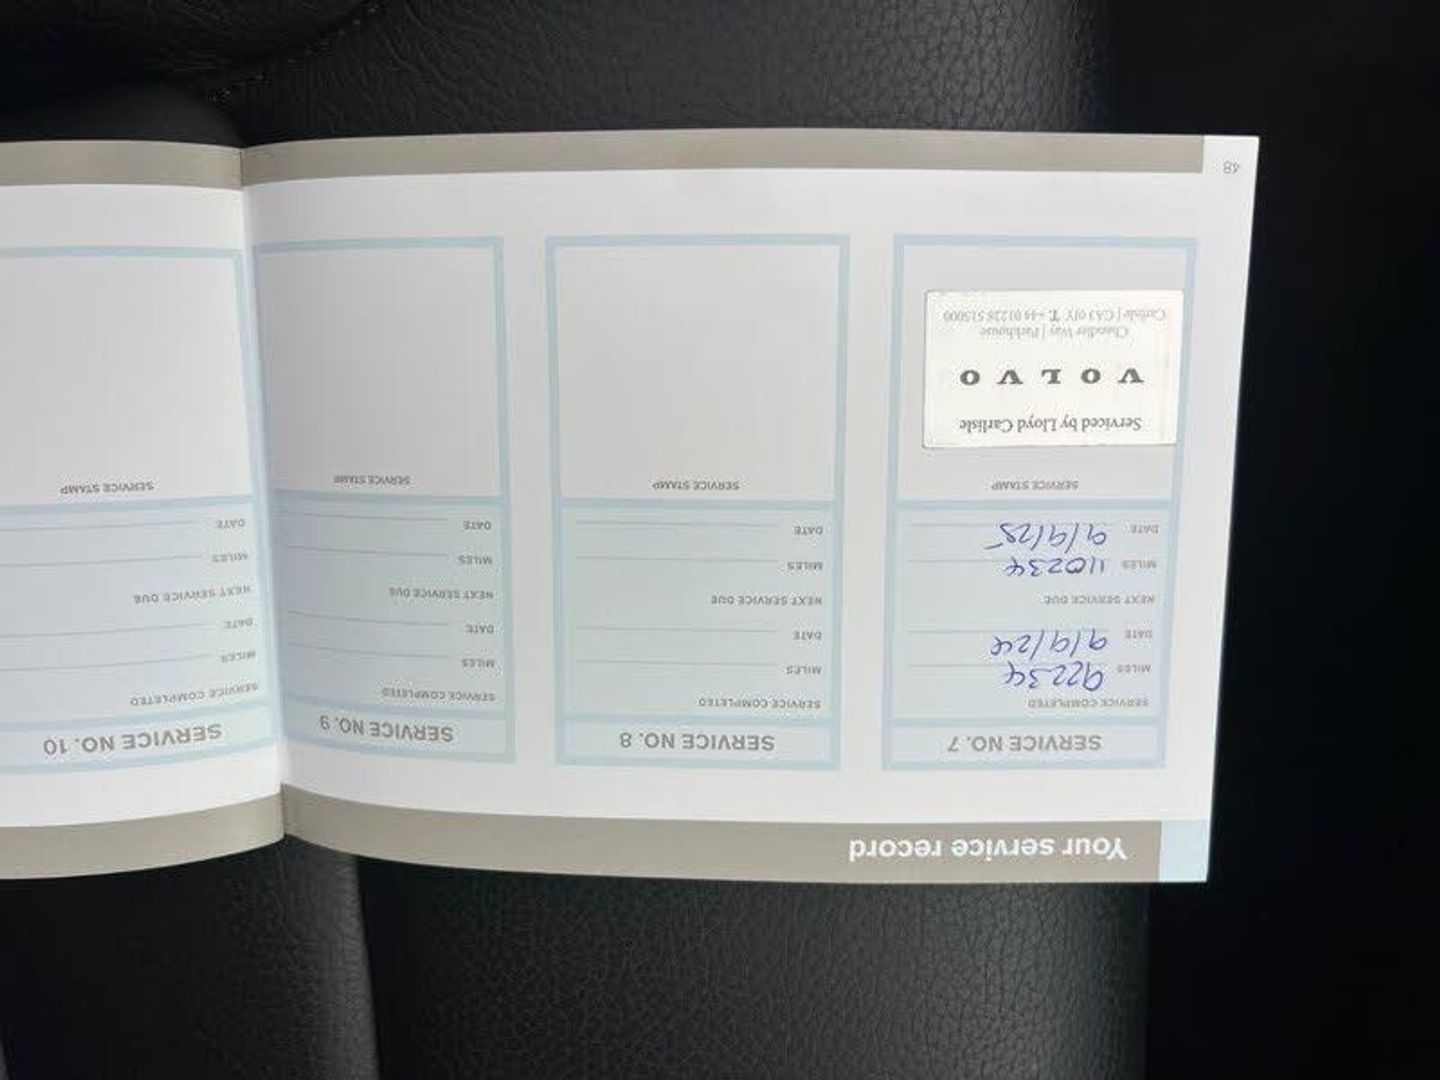 Your service record
SERVICE NO. 7
SERVICE COMPLETED
MILES 92234
DATE 9/9/24
NEXT SERVICE DUE
MILES 110234
DATE 9/9/25
SERVICE STAMP
Serviced by Lloyd Carlisle
VOLVO
Chandler Way | Parkhouse
Carlisle | CA3 0JY T. +44 01228 515000
SERVICE NO. 8
SERVICE COMPLETED
MILES
DATE
NEXT SERVICE DUE
MILES
DATE
SERVICE STAMP
SERVICE NO. 9
SERVICE COMPLETED
MILES
DATE
NEXT SERVICE DUE
MILES
DATE
SERVICE STAMP
SERVICE NO. 10
SERVICE COMPLETED
MILES
DATE
NEXT SERVICE DUE
MILES
DATE
SERVICE STAMP
48